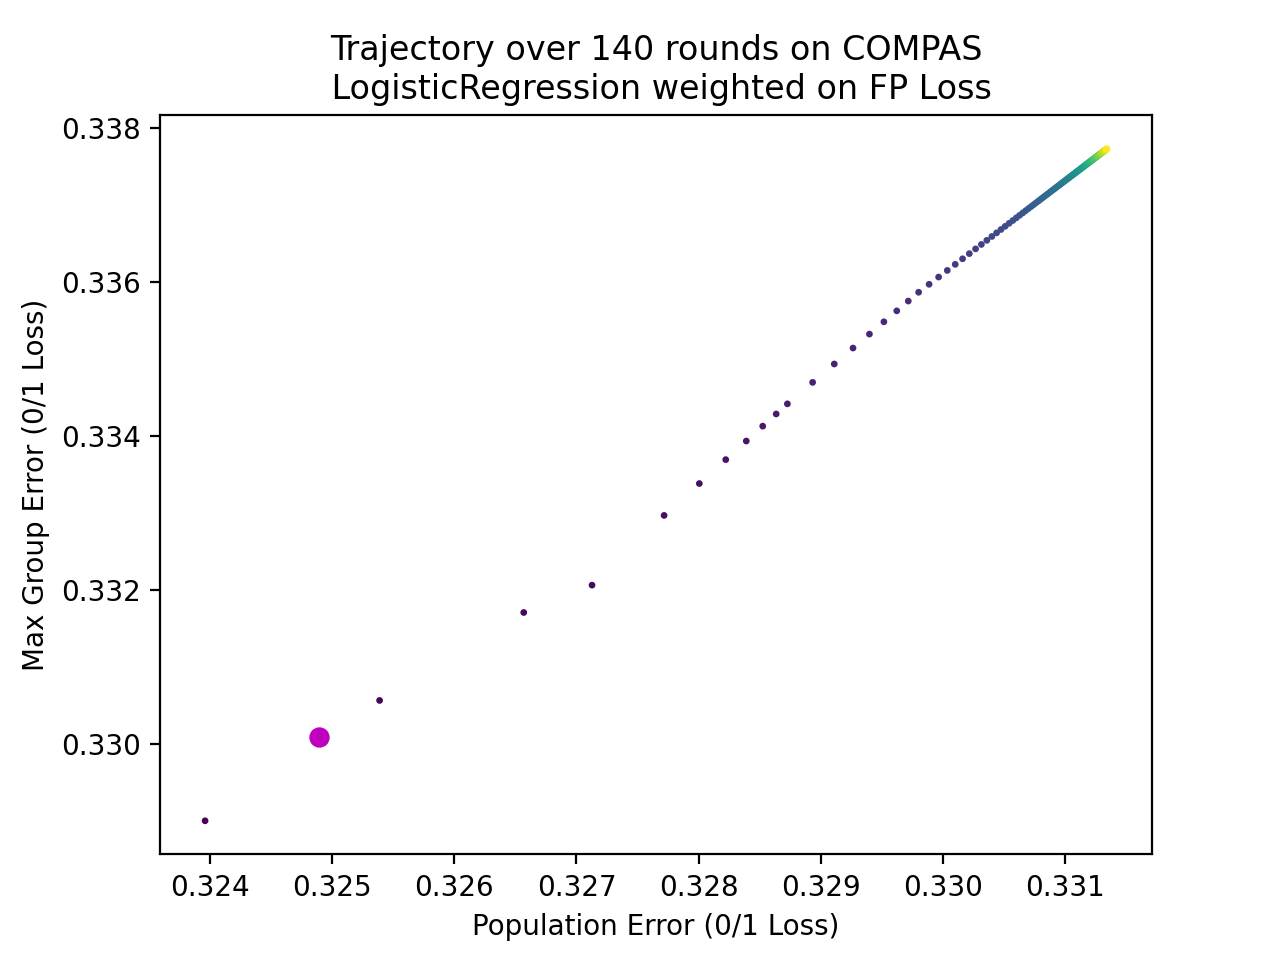 Trajectory over 140 rounds on COMPAS
LogisticRegression weighted on FP Loss
0.338
0.336
0.334
0.332
0.330
Max Group Error (0/1 Loss)
0.324 0.325 0.326 0.327 0.328 0.329 0.330 0.331
Population Error (0/1 Loss)